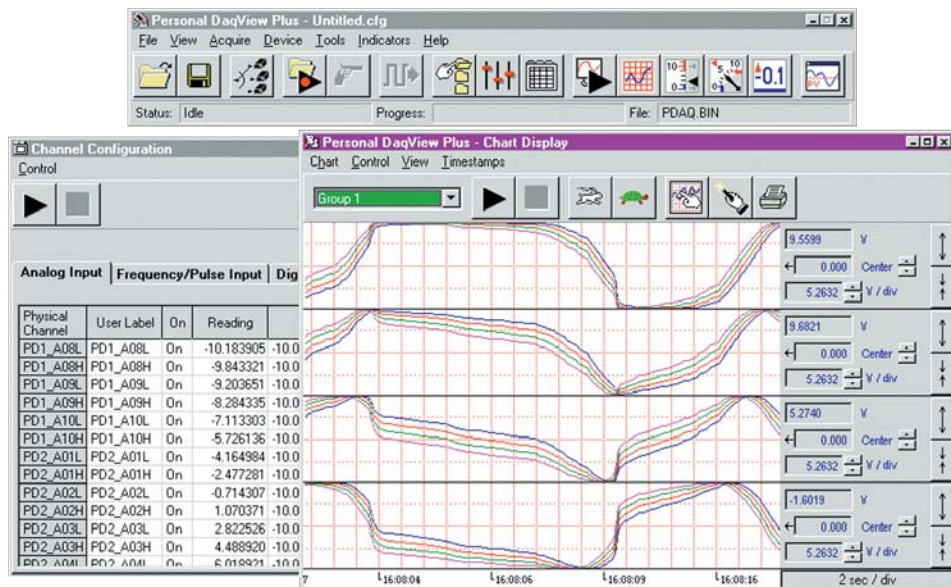 Personal DaqView Plus - Untitled.cfg
File View Acquire Device Tools Indicators Help
Status: Idle Progress: File: PDAQ.BIN
Channel Configuration
Control
Analog Input Frequency/Pulse Input Dig
Physical Channel User Label On Reading
PD1_A08L PD1_A08L On -10.183905 -10.0
PD1_A08H PD1_A08H On -9.843321 -10.0
PD1_A09L PD1_A09L On -9.203651 -10.0
PD1_A09H PD1_A09H On -8.284335 -10.0
PD1_A10L PD1_A10L On -7.113303 -10.0
PD1_A10H PD1_A10H On -5.726136 -10.0
PD2_A01L PD2_A01L On -4.164984 -10.0
PD2_A01H PD2_A01H On -2.477281 -10.0
PD2_A02L PD2_A02L On -0.714307 -10.0
PD2_A02H PD2_A02H On 1.070371 -10.0
PD2_A03L PD2_A03L On 2.822526 -10.0
PD2_A03H PD2_A03H On 4.488920 -10.0
PD2_A04L PD2_A04L On 6.018921 -10.0
Personal DaqView Plus - Chart Display
Chart Control View Timestamps
Group 1
9.5599 V
0.000 Center
5.2632 V / div
9.6821 V
0.000 Center
5.2632 V / div
5.2740 V
0.000 Center
5.2632 V / div
-1.6019 V
0.000 Center
5.2632 V / div
7 16:08:04 16:08:06 16:08:09 16:08:16 2 sec / div